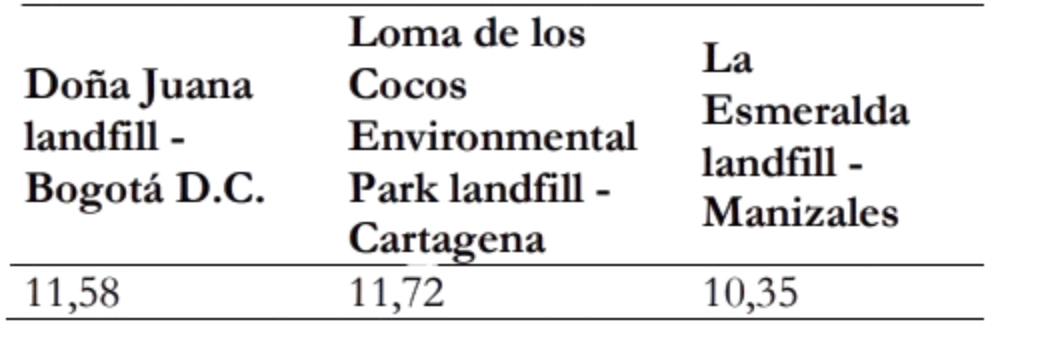 Doña Juana
landfill -
Bogotá D.C.
Loma de los
Cocos
Environmental
Park landfill -
Cartagena
La
Esmeralda
landfill -
Manizales
11,58
11,72
10,35